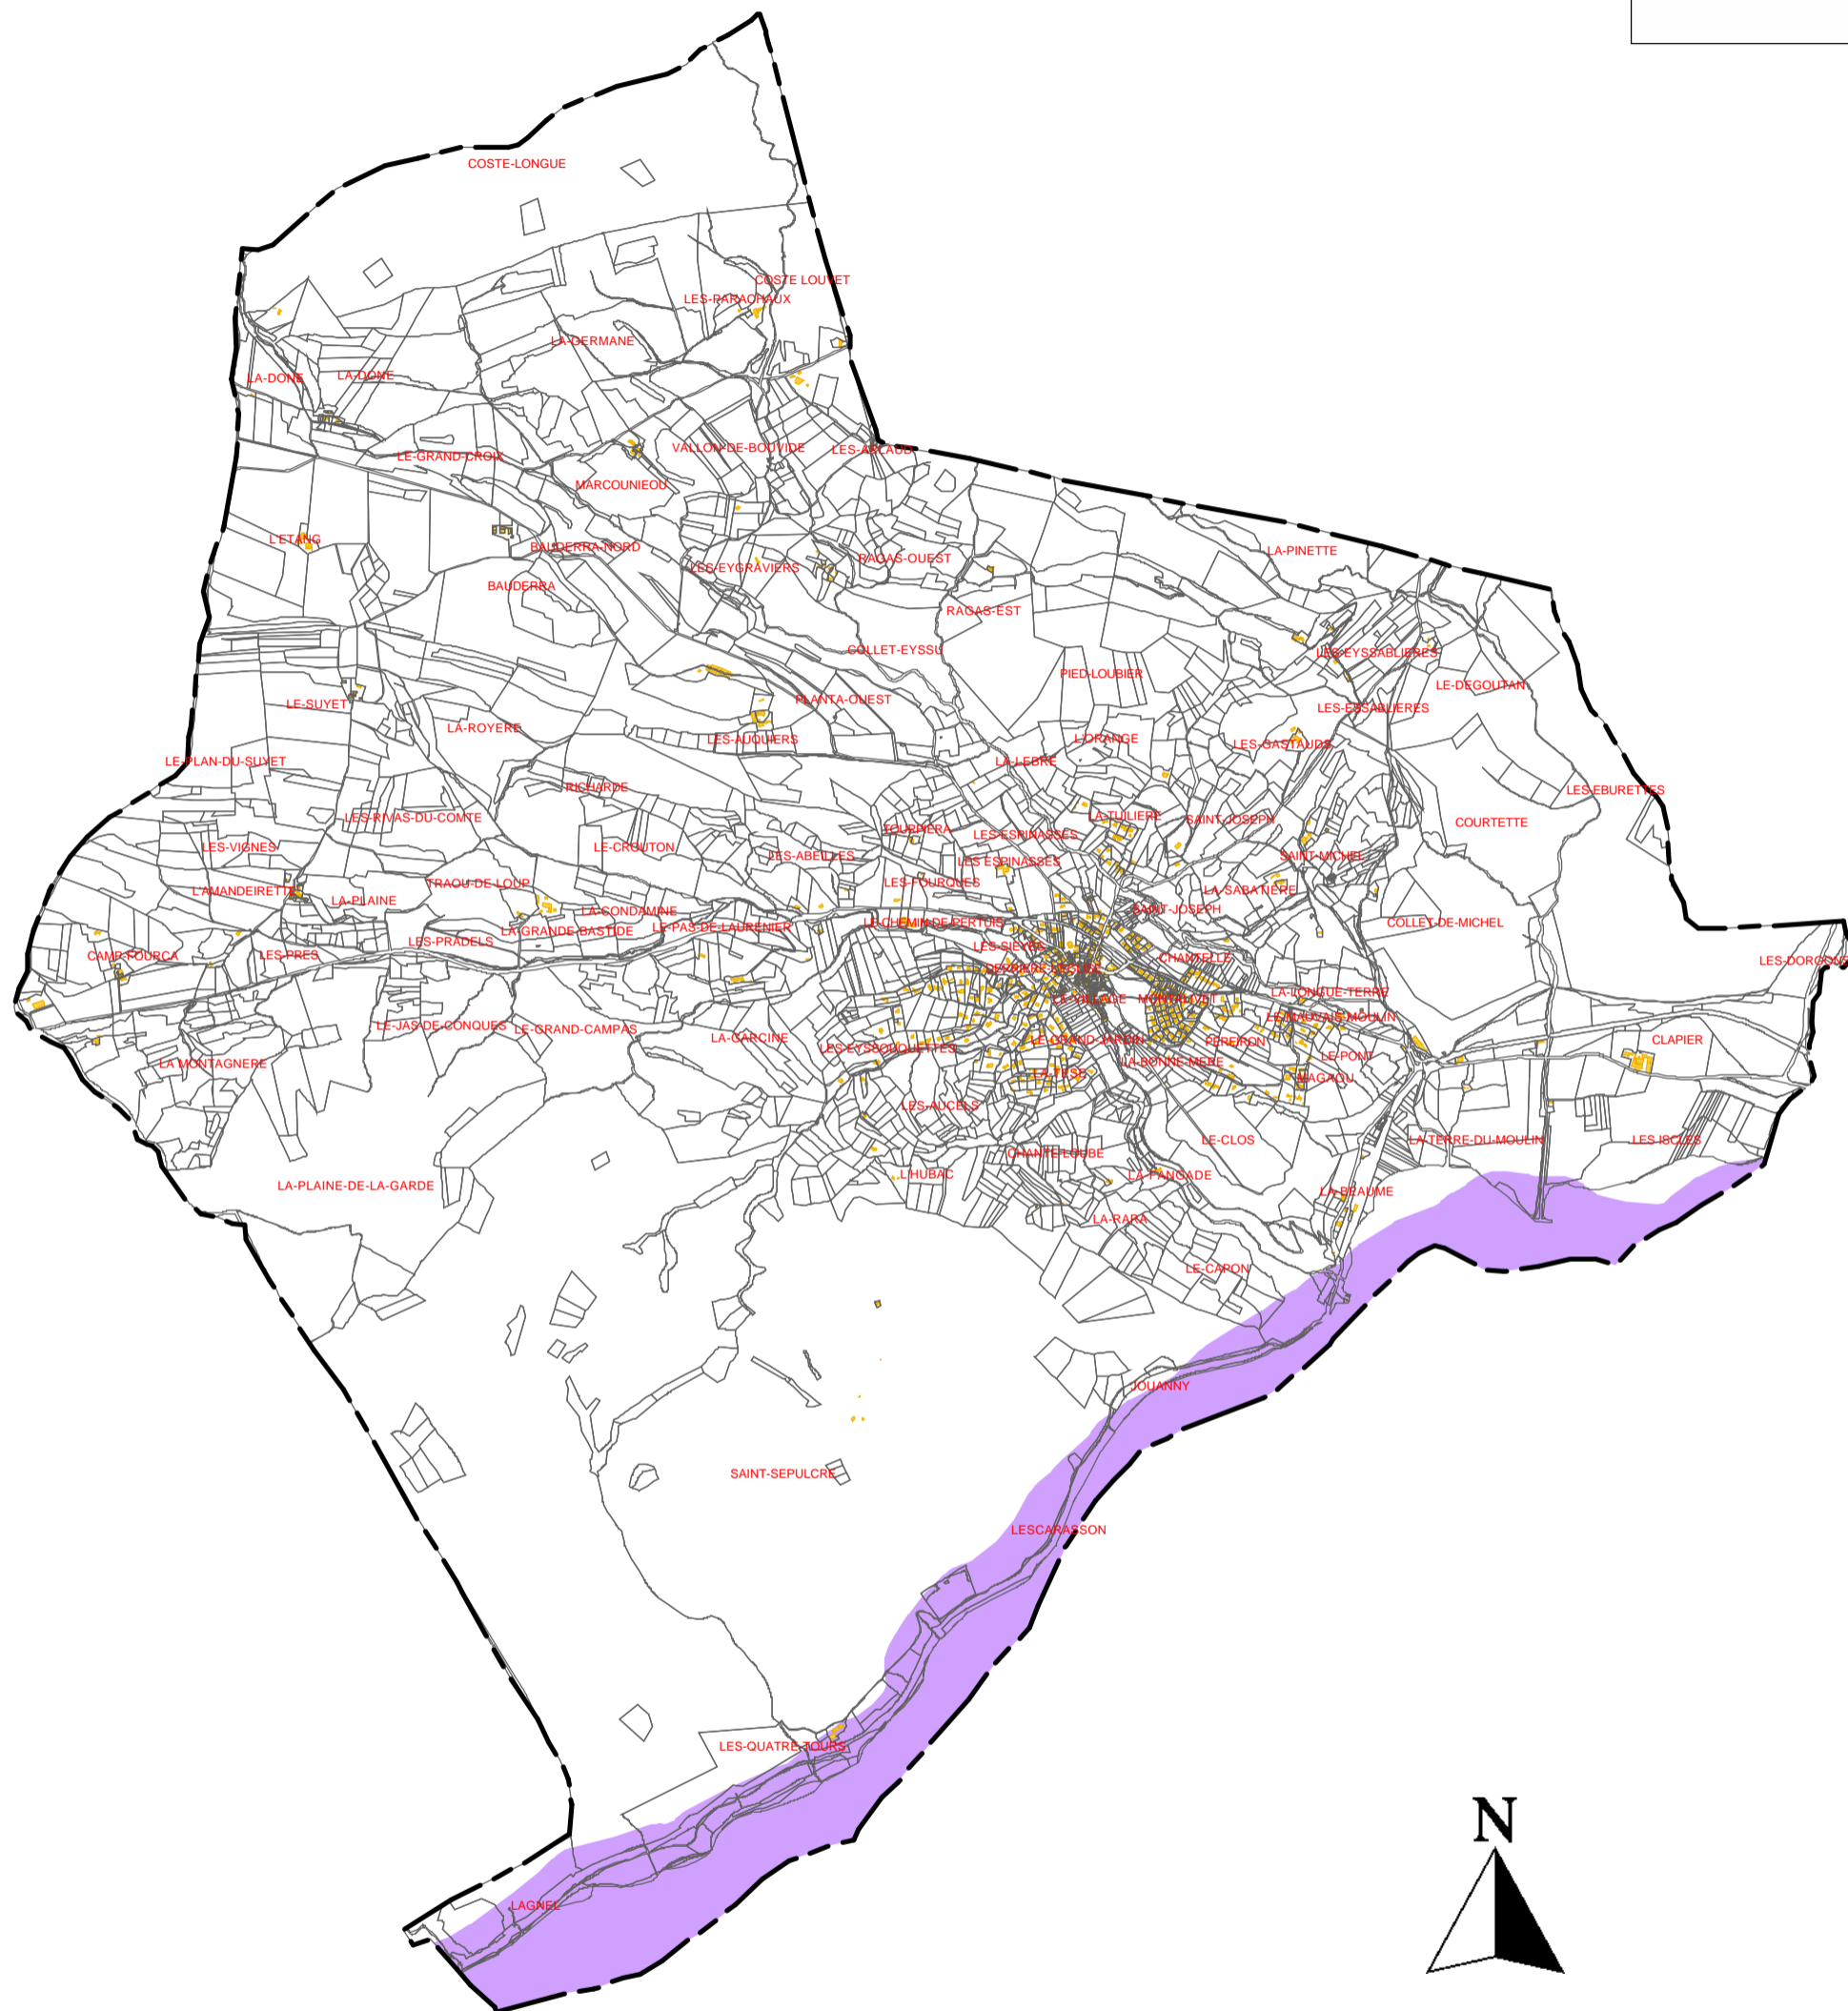 COSTE-LONGUE
COSTE LOUVET
LES-PARACHAUX
LA-GERMANE
LA-DONE
LA-DONE
VALLON-DE-BOUVIDE
LES-ARCAUD
LE-GRAND-CROIX
MARCOUNIEOU
L'ETANG
BAUDERRA-NORD
LA-PINETTE
RAGAS-OUEST
LES-EYGRAVIERS
BAUDERRA
RAGAS-EST
COLLET-EYSSU
LES-EYSSABLIERES
PIED-LOUBIER
LE-DEGOUTAN
PLANTA-OUEST
LE-SUYET
LES-ESSABLIERES
LA-ROYERE
LES-AUQUIERS
L'ORANGE
LES-GASTAUDS
LE-PLAN-DU-SUYET
LA-LEBRE
RICHARDE
LES-EBURETTES
LES-RIVAS-DU-COMTE
LA-TUILIERE
SAINT-JOSEPH
COURTETTE
TOURPIERA
LES-ESPINASSES
LES-VIGNES
LE-CROUTON
LES-ABEILLES
LES ESPINASSES
SAINT-MICHEL
L'AMANDEIRETTE
TRAOU-DE-LOUP
LES-FOURQUES
LA-SABATIERE
LA-PLAINE
LA-CONDAMINE
SAINT-JOSEPH
LE-CHEMIN-DE-PERTUIS
COLLET-DE-MICHEL
LA-GRANDE-BASTIDE
LE-PAS-DE-LAURENIER
LES-PRADELS
LES-SIEYES
CAMP-FOURCA
LES-PRES
CHANTELLE
LES-DORGONS
DERRIERE-L'EGLISE
LA-LONGUE-TERRE
LE-VILLAGE
MONTAUVET
LE-MAUVAIS-MOULIN
LE-JAS-DE-CONQUES
LE-GRAND-CAMPAS
LA-GARCINE
LE-GRAND-JARDIN
PEREIRON
CLAPIER
LES-EYSSOUQUETTES
LE-PONT
LA MONTAGNERE
LA-BONNE-MERE
LA-TESE
MAGAOU
LES-AUCELS
LE-CLOS
LA-TERRE-DU-MOULIN
LES-ISCLES
CHANTE-LOUBE
L'HUBAC
LA-PANGADE
LA-PLAINE-DE-LA-GARDE
LA-BEAUME
LA-RARA
LE-CAPON
JOUANNY
SAINT-SEPULCRE
LESCARASSON
LES-QUATRE-TOURS
N
LAGNEL